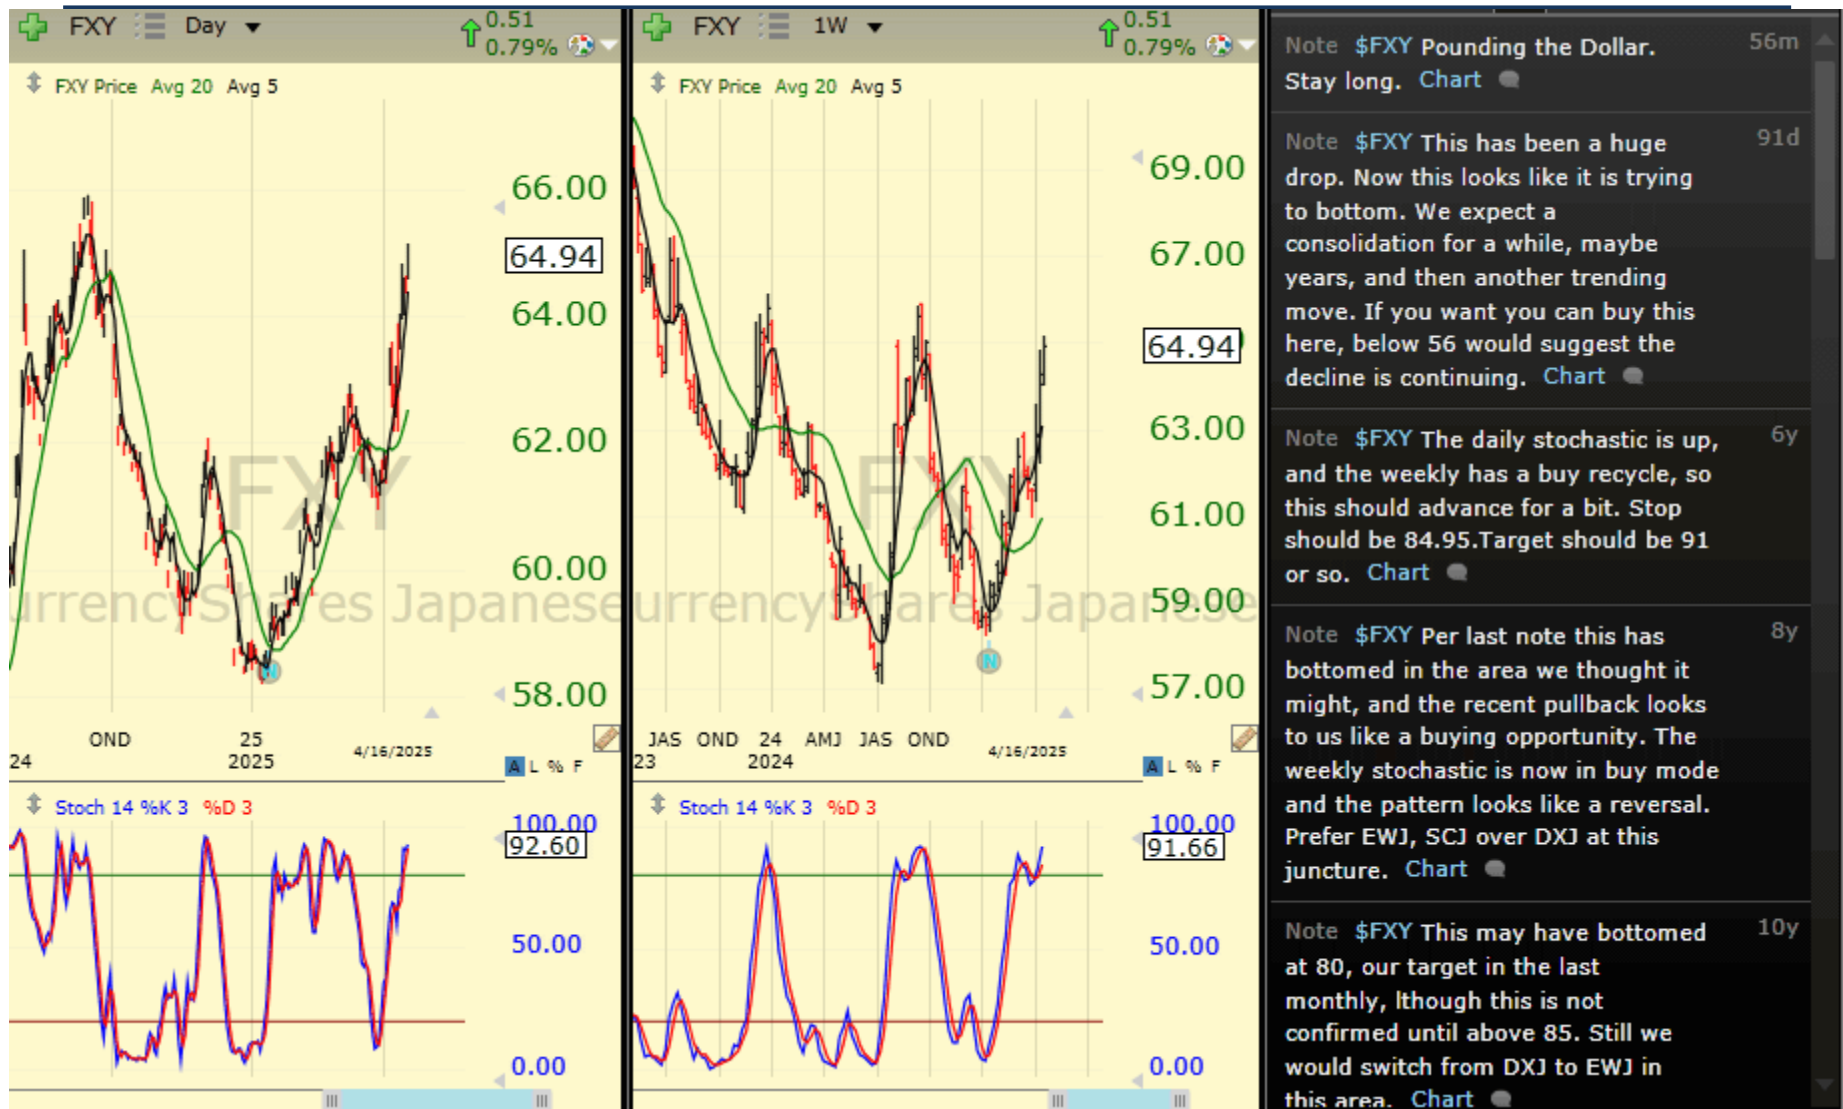 FXY Day
0.51
0.79%
FXY Price Avg 20 Avg 5
66.00
64.94
64.00
62.00
60.00
58.00
FXY
urrencyShares Japanese
OND 25
24 2025 4/16/2025
A L % F
Stoch 14 %K 3 %D 3
100.00
92.60
50.00
0.00
N
FXY 1W
0.51
0.79%
FXY Price Avg 20 Avg 5
69.00
67.00
64.94
63.00
61.00
59.00
57.00
FXY
urrencyShares Japanese
N
JAS OND 24 AMJ JAS OND
23 2024 4/16/2025
A L % F
Stoch 14 %K 3 %D 3
100.00
91.66
50.00
0.00
Note $FXY Pounding the Dollar. 56m
Stay long. Chart
Note $FXY This has been a huge 91d
drop. Now this looks like it is trying
to bottom. We expect a
consolidation for a while, maybe
years, and then another trending
move. If you want you can buy this
here, below 56 would suggest the
decline is continuing. Chart
Note $FXY The daily stochastic is up, 6y
and the weekly has a buy recycle, so
this should advance for a bit. Stop
should be 84.95.Target should be 91
or so. Chart
Note $FXY Per last note this has 8y
bottomed in the area we thought it
might, and the recent pullback looks
to us like a buying opportunity. The
weekly stochastic is now in buy mode
and the pattern looks like a reversal.
Prefer EWJ, SCJ over DXJ at this
juncture. Chart
Note $FXY This may have bottomed 10y
at 80, our target in the last
monthly, lthough this is not
confirmed until above 85. Still we
would switch from DXJ to EWJ in
this area. Chart